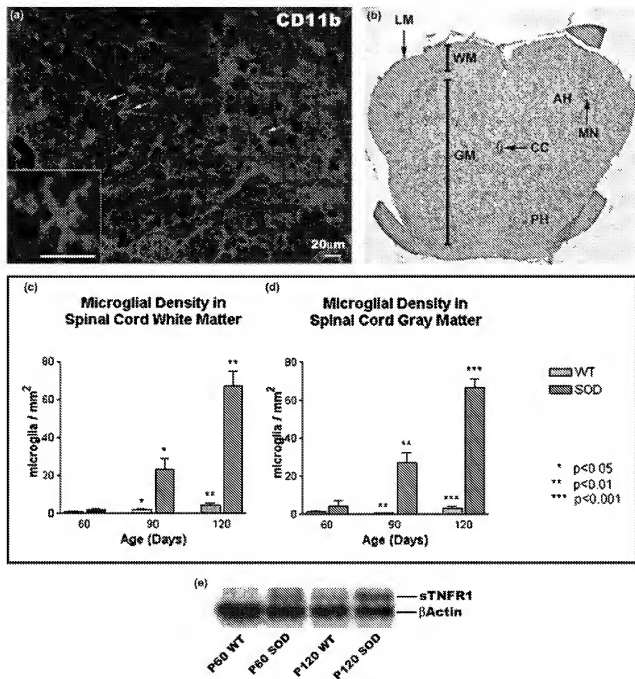 (a)
CD11b
20µm
(b)
LM
WM
AH
MN
GM
CC
PH
(c)
Microglial Density in
Spinal Cord White Matter
microglia / mm²
80
60
40
20
0
* * ** **
60 90 120
Age (Days)
(d)
Microglial Density in
Spinal Cord Gray Matter
microglia / mm²
80
60
40
20
0
** ** *** ***
60 90 120
Age (Days)
WT
SOD
* p<0.05
** p<0.01
*** p<0.001
(e)
sTNFR1
βActin
P60 WT
P60 SOD
P120 WT
P120 SOD